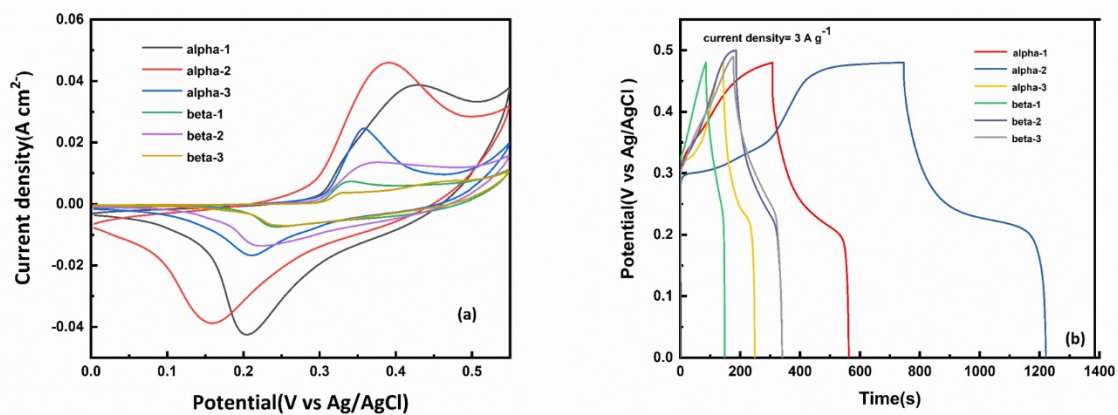 0.06
0.04
0.02
0.00
-0.02
-0.04
Current density(A cm²⁻)
alpha-1
alpha-2
alpha-3
beta-1
beta-2
beta-3
(a)
0.0 0.1 0.2 0.3 0.4 0.5
Potential(V vs Ag/AgCl)
0.5
0.4
0.3
0.2
0.1
0.0
Potential(V vs Ag/AgCl)
current density= 3 A g⁻¹
alpha-1
alpha-2
alpha-3
beta-1
beta-2
beta-3
(b)
0 200 400 600 800 1000 1200 1400
Time(s)